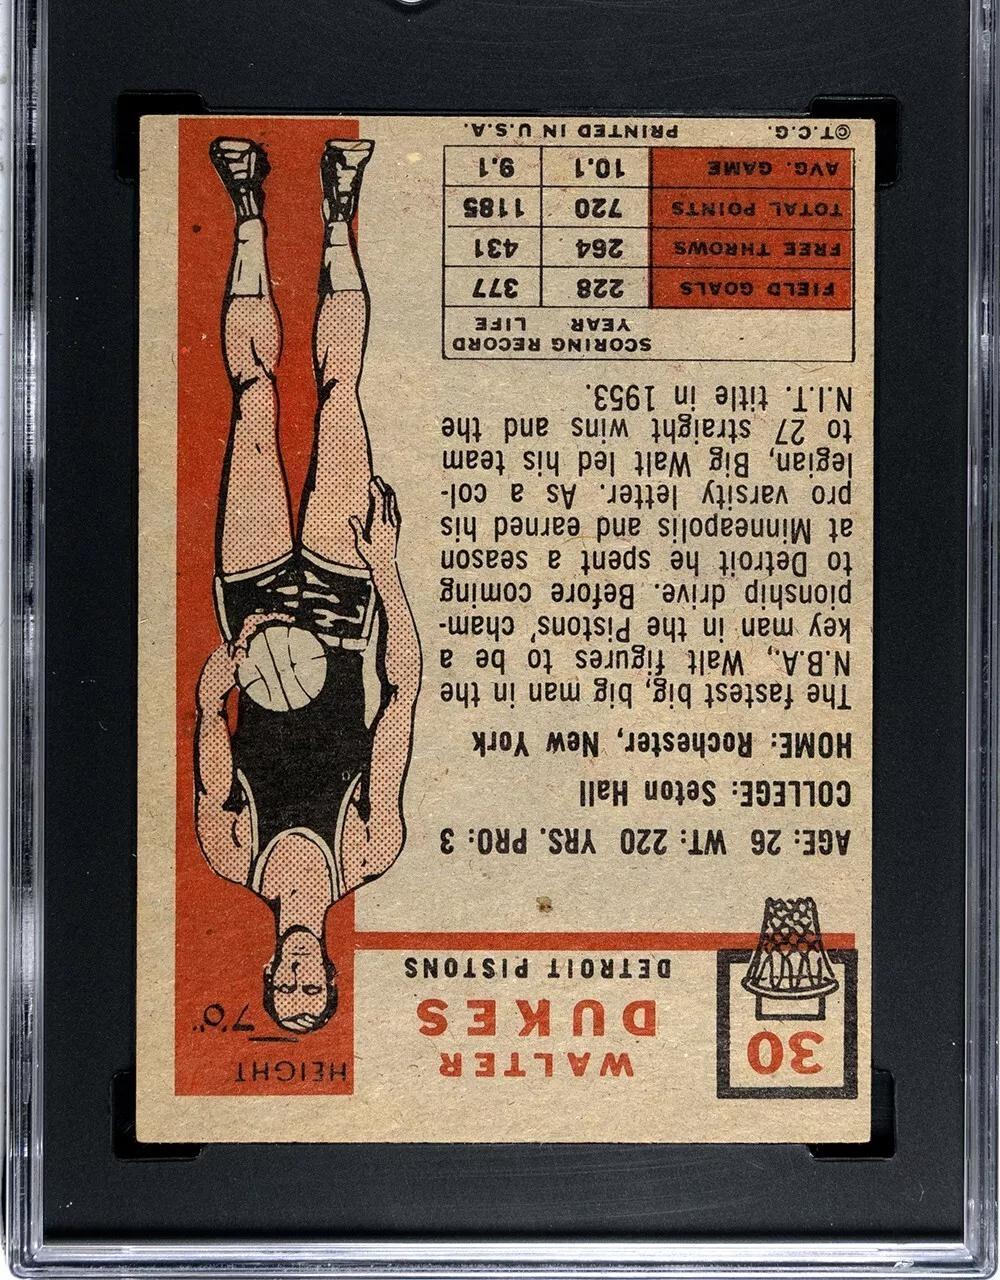 30
WALTER
DUKES
DETROIT PISTONS
HEIGHT
7'0"
AGE: 26 WT: 220 YRS. PRO: 3
COLLEGE: Seton Hall
HOME: Rochester, New York
The fastest big, big man in the
N.B.A., Walt figures to be a
key man in the Pistons' cham-
pionship drive. Before coming
to Detroit he spent a season
at Minneapolis and earned his
pro varsity letter. As a col-
legian, Big Walt led his team
to 27 straight wins and the
N.I.T. title in 1953.
SCORING RECORD
YEAR LIFE
FIELD GOALS 228 377
FREE THROWS 264 431
TOTAL POINTS 720 1185
AVG. GAME 10.1 9.1
©T.C.G. PRINTED IN U.S.A.